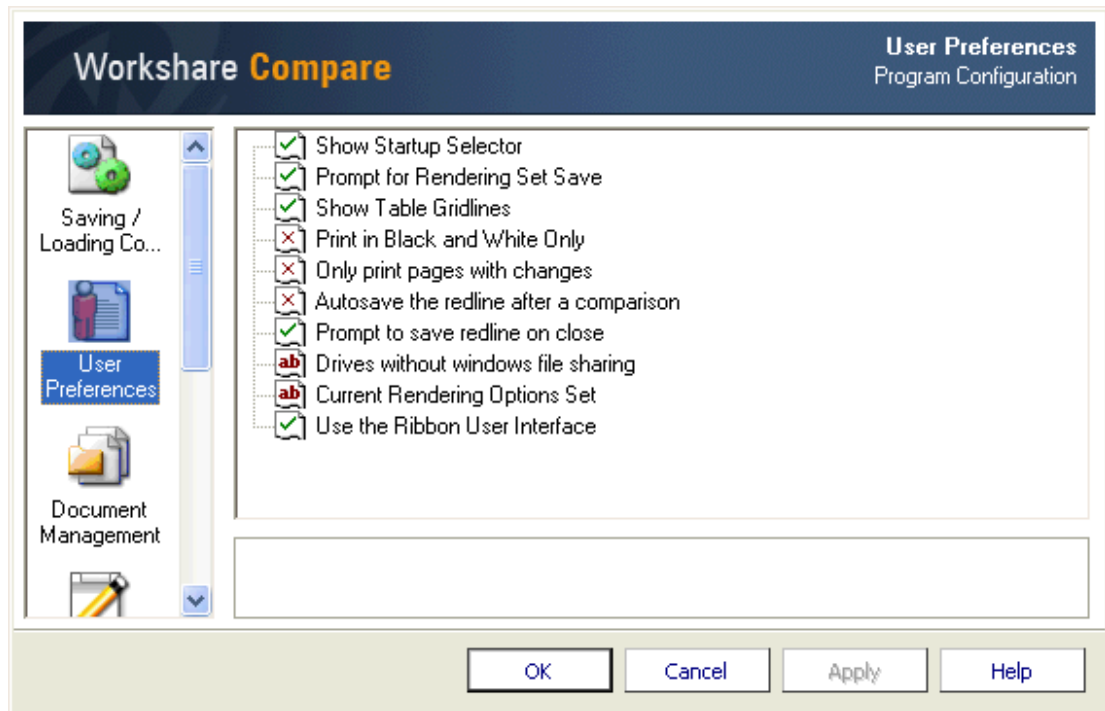 Workshare Compare
User Preferences
Program Configuration
Saving /
Loading Co...
User
Preferences
Document
Management
Show Startup Selector
Prompt for Rendering Set Save
Show Table Gridlines
Print in Black and White Only
Only print pages with changes
Autosave the redline after a comparison
Prompt to save redline on close
ab Drives without windows file sharing
ab Current Rendering Options Set
Use the Ribbon User Interface
OK
Cancel
Apply
Help